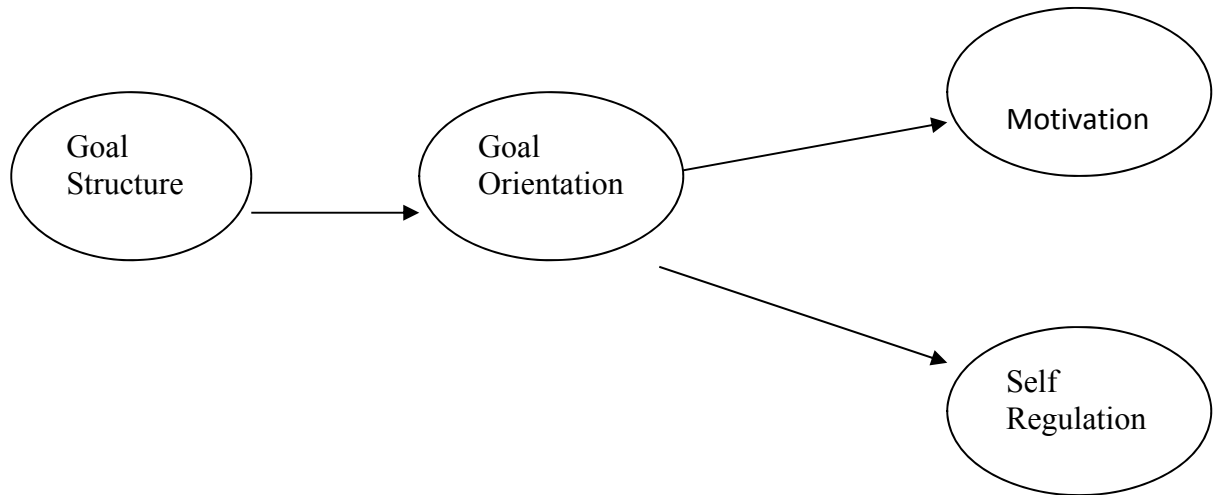 Goal
Structure
Goal
Orientation
Motivation
Self
Regulation